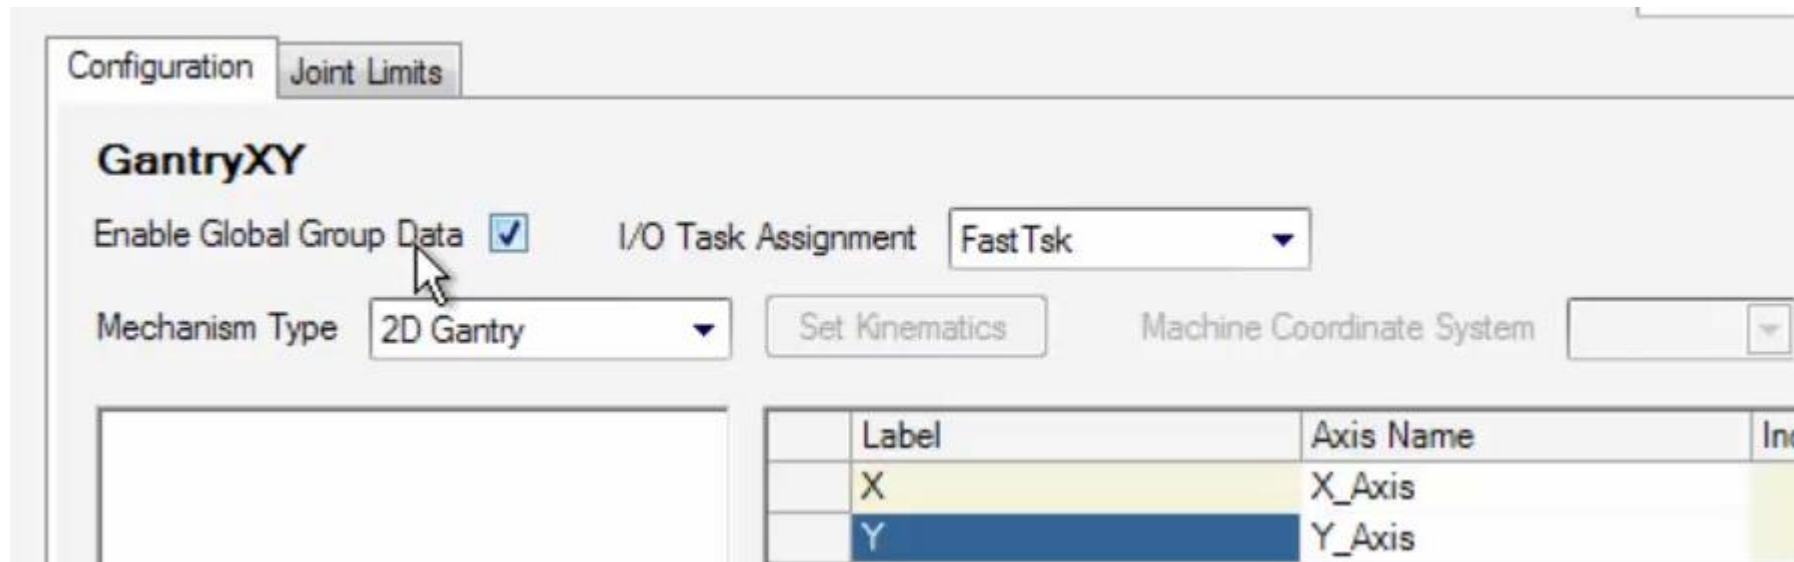 Configuration Joint Limits
GantryXY
Enable Global Group Data I/O Task Assignment FastTsk
Mechanism Type 2D Gantry Set Kinematics Machine Coordinate System
Label Axis Name
X X_Axis
Y Y_Axis